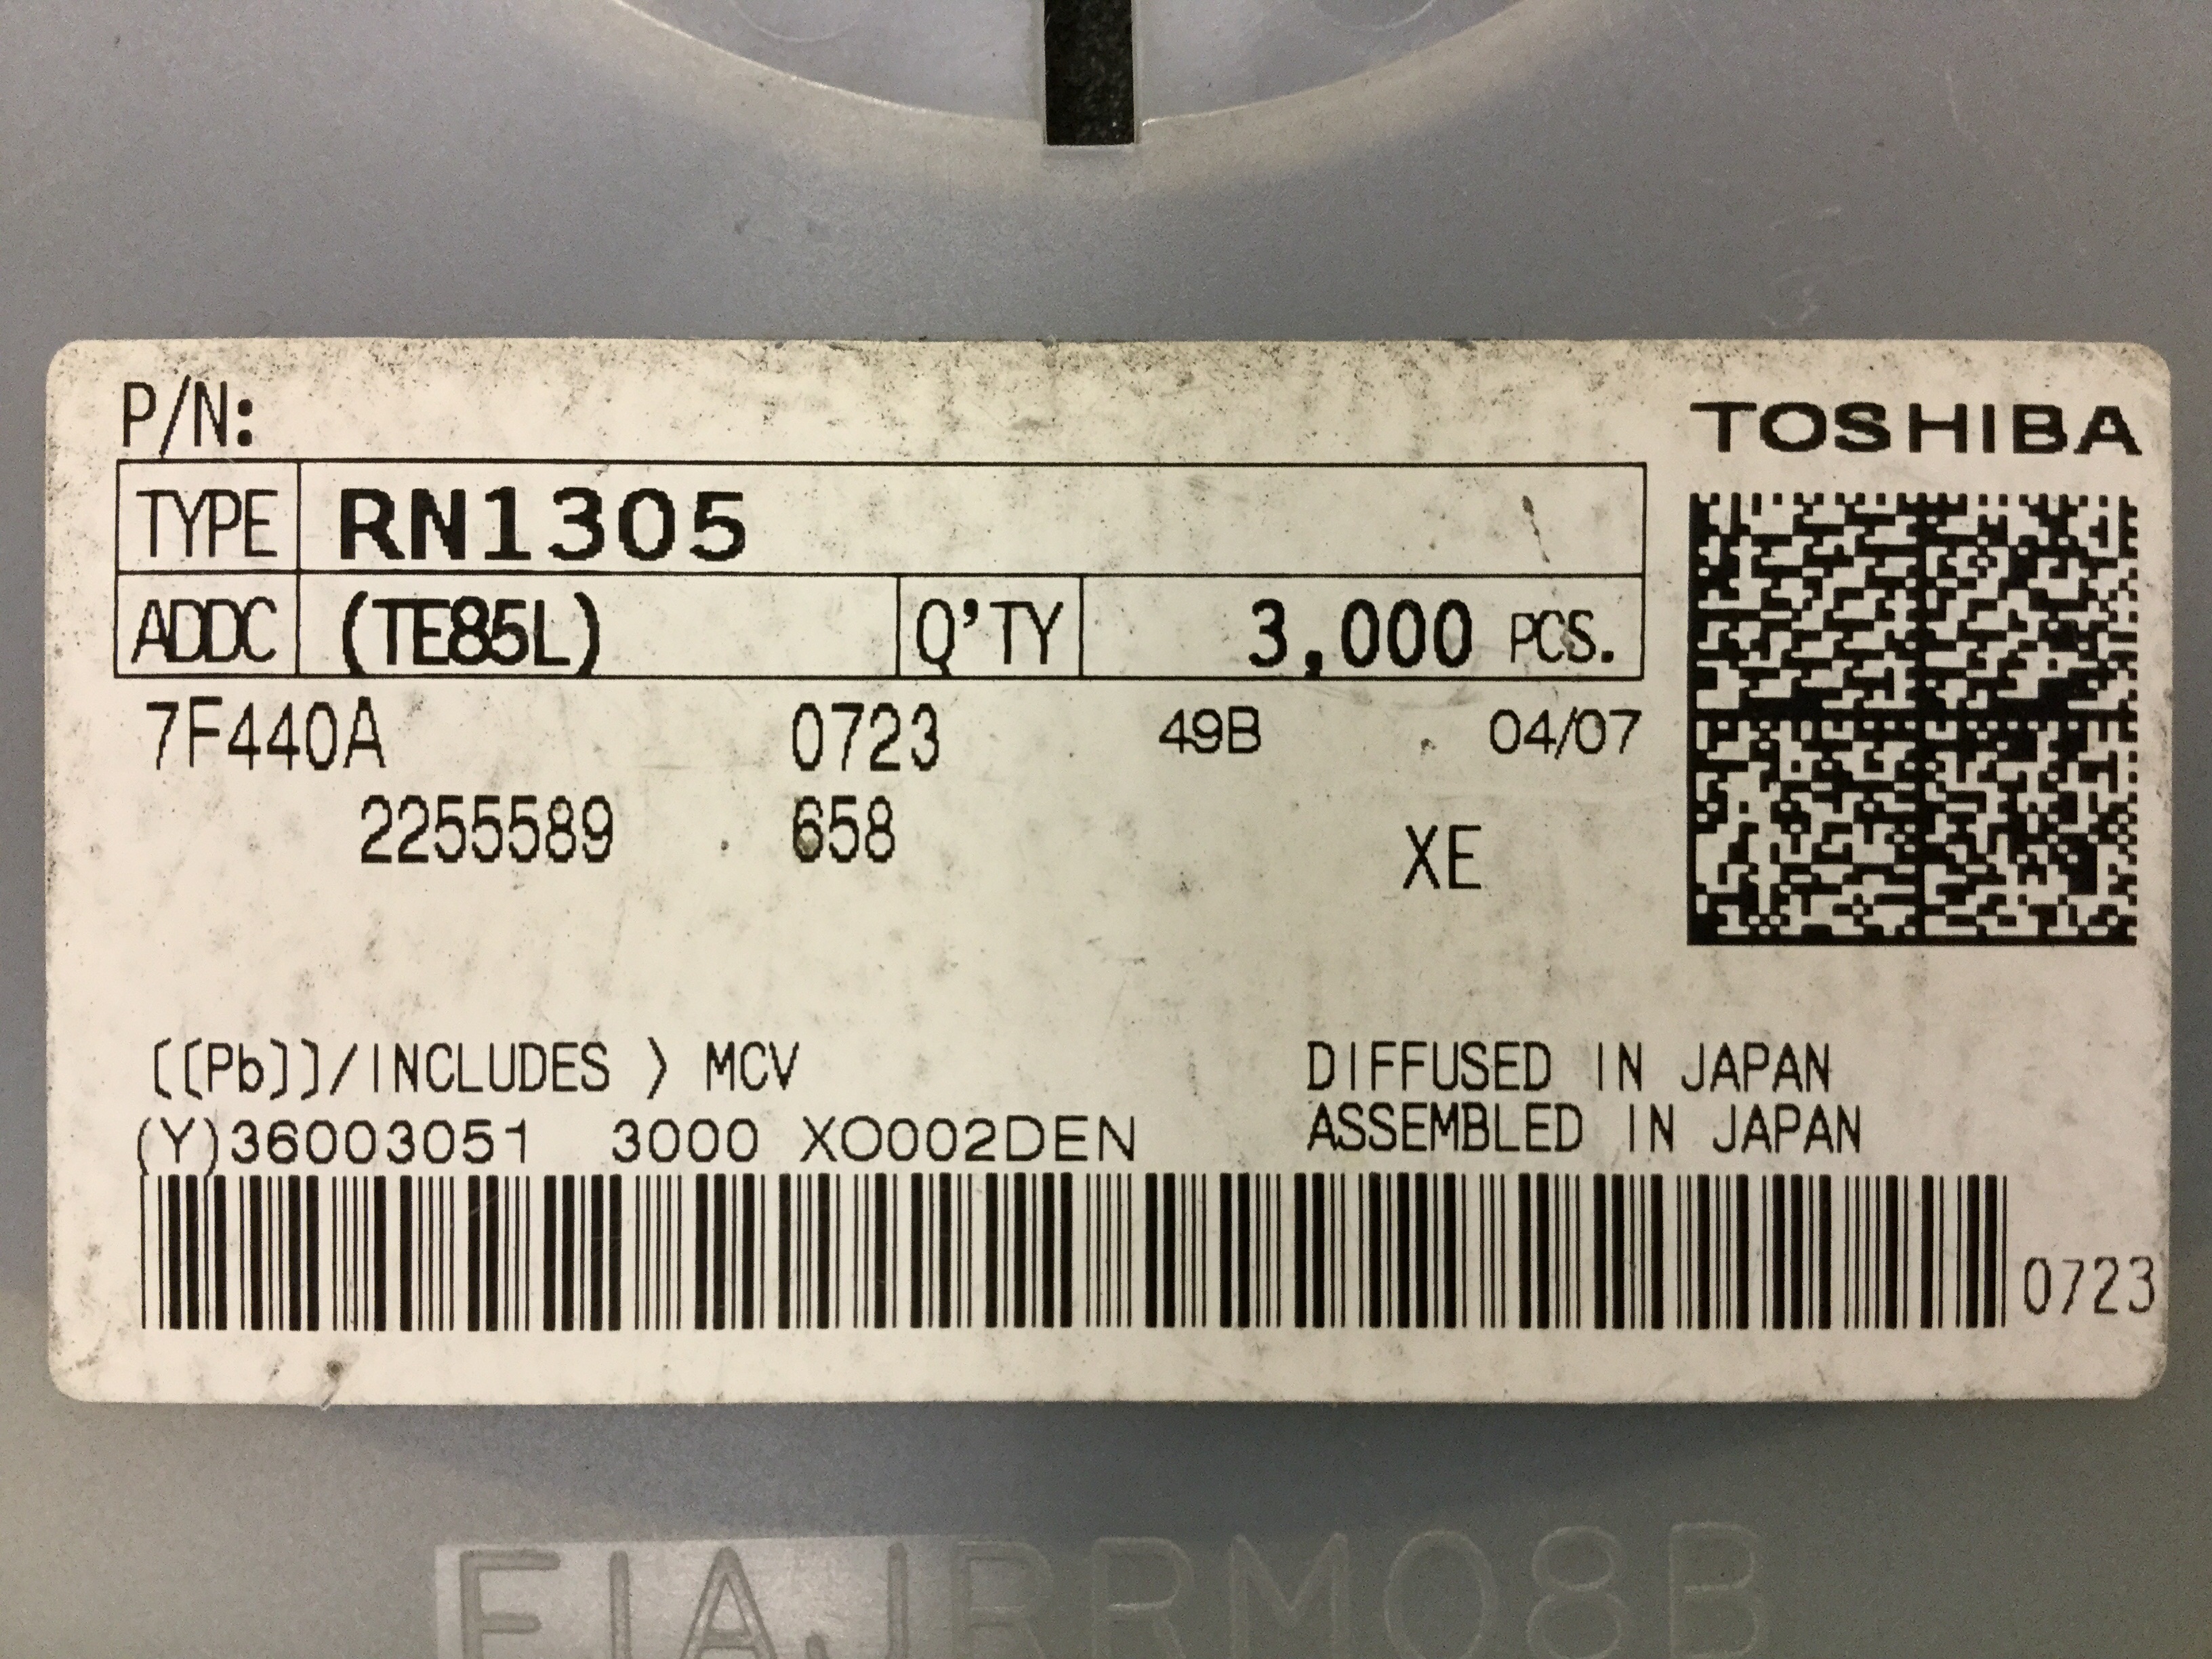 P/N:
TOSHIBA
TYPE RN1305
ADDC (TE85L) Q'TY 3,000 PCS.
7F440A 0723 49B 04/07
2255589 658 XE
[[Pb]]/INCLUDES > MCV
DIFFUSED IN JAPAN
(Y)36003051 3000 XO002DEN
ASSEMBLED IN JAPAN
0723
EIAJRRM08B